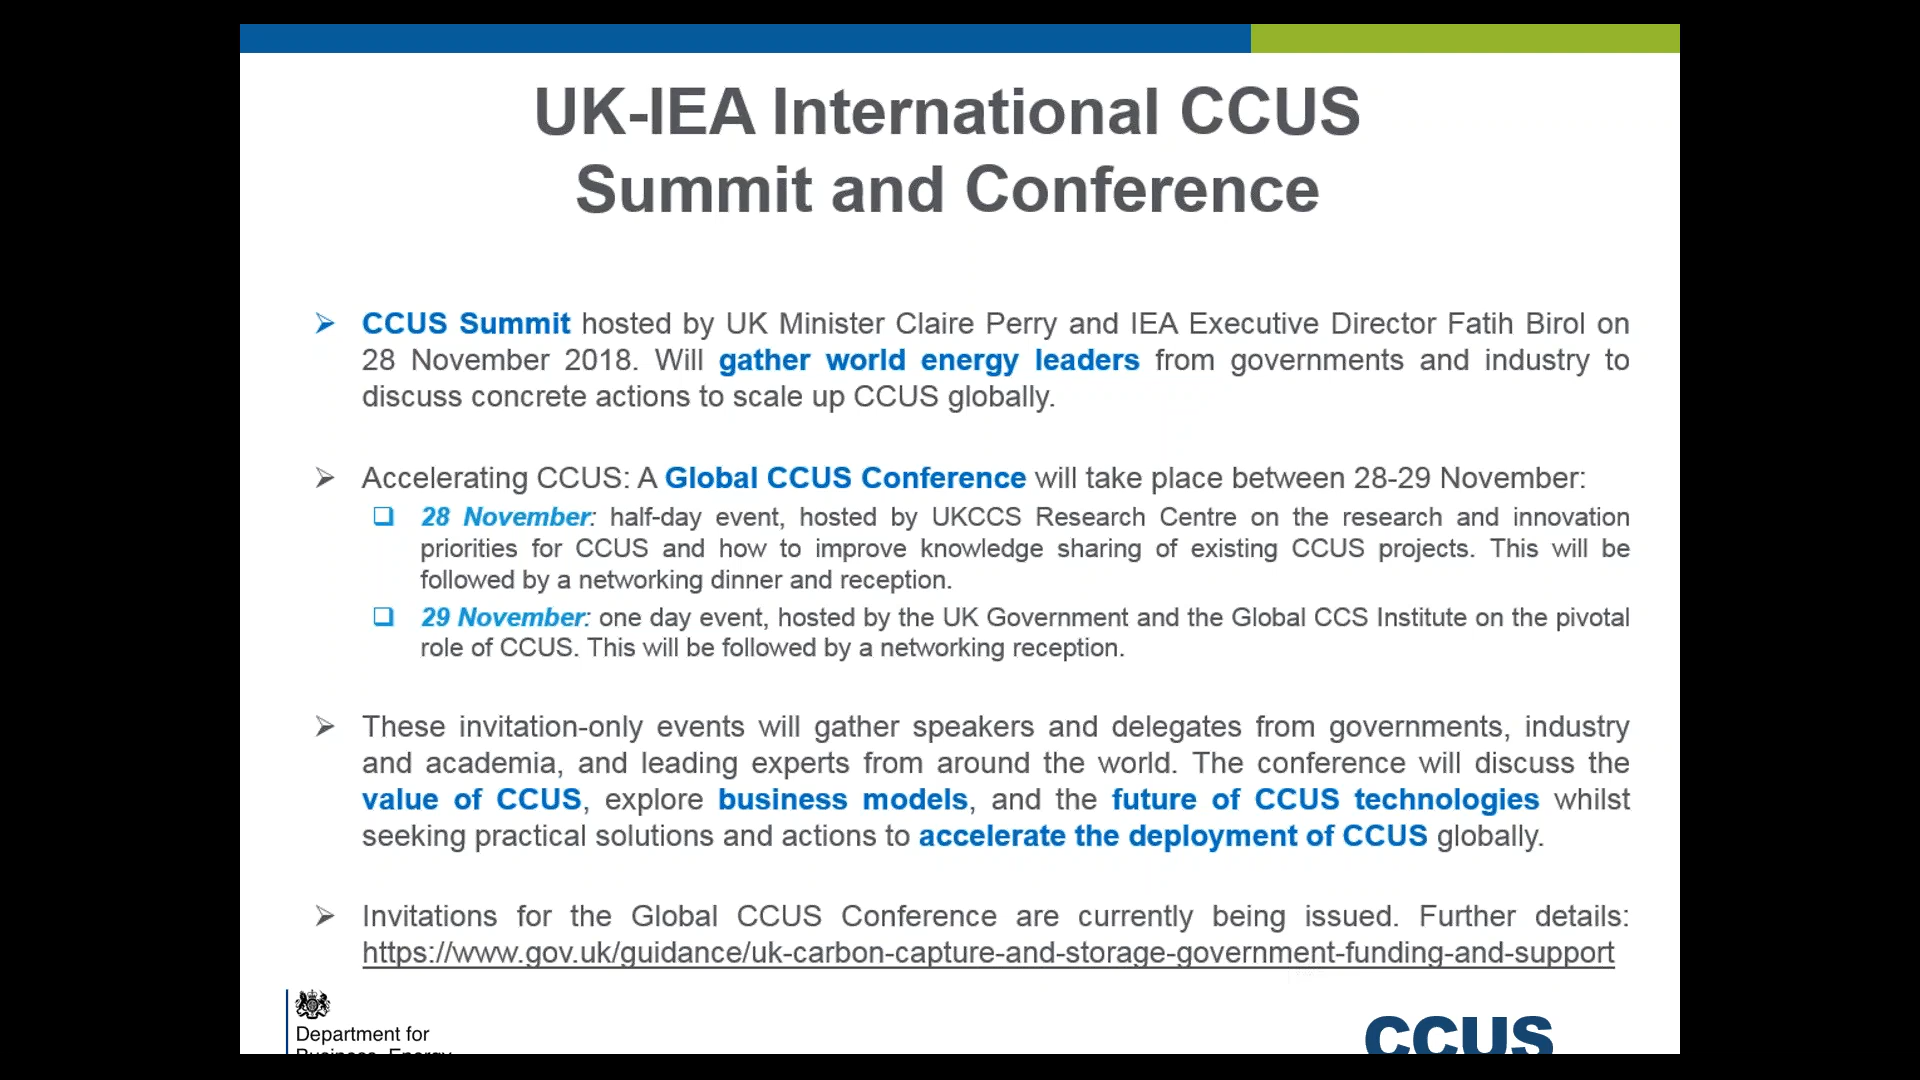 UK-IEA International CCUS
Summit and Conference
CCUS Summit hosted by UK Minister Claire Perry and IEA Executive Director Fatih Birol on
28 November 2018. Will gather world energy leaders from governments and industry to
discuss concrete actions to scale up CCUS globally.
Accelerating CCUS: A Global CCUS Conference will take place between 28-29 November:
28 November: half-day event, hosted by UKCCS Research Centre on the research and innovation
priorities for CCUS and how to improve knowledge sharing of existing CCUS projects. This will be
followed by a networking dinner and reception.
29 November: one day event, hosted by the UK Government and the Global CCS Institute on the pivotal
role of CCUS. This will be followed by a networking reception.
These invitation-only events will gather speakers and delegates from governments, industry
and academia, and leading experts from around the world. The conference will discuss the
value of CCUS, explore business models, and the future of CCUS technologies whilst
seeking practical solutions and actions to accelerate the deployment of CCUS globally.
Invitations for the Global CCUS Conference are currently being issued. Further details:
https://www.gov.uk/guidance/uk-carbon-capture-and-storage-government-funding-and-support
Department for
Business, Energy
CCUS